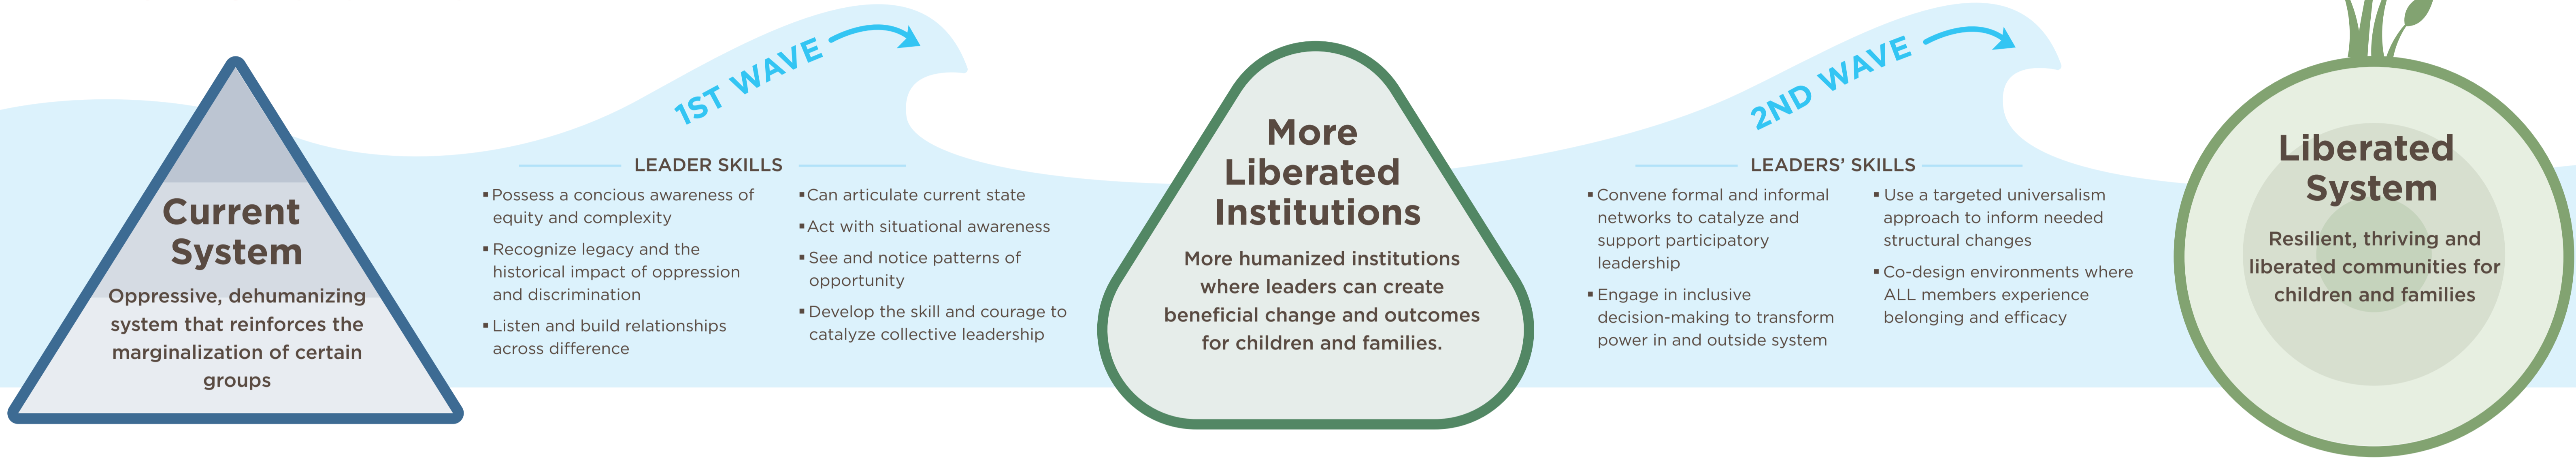 Current
System
Oppressive, dehumanizing
system that reinforces the
marginalization of certain
groups
1ST WAVE
LEADER SKILLS
▪Possess a concious awareness of
equity and complexity
▪Recognize legacy and the
historical impact of oppression
and discrimination
▪Listen and build relationships
across difference
▪Can articulate current state
▪Act with situational awareness
▪See and notice patterns of
opportunity
▪Develop the skill and courage to
catalyze collective leadership
More
Liberated
Institutions
More humanized institutions
where leaders can create
beneficial change and outcomes
for children and families.
2ND WAVE
LEADERS’ SKILLS
▪Convene formal and informal
networks to catalyze and
support participatory
leadership
▪Engage in inclusive
decision-making to transform
power in and outside system
▪Use a targeted universalism
approach to inform needed
structural changes
▪Co-design environments where
ALL members experience
belonging and efficacy
Liberated
System
Resilient, thriving and
liberated communities for
children and families